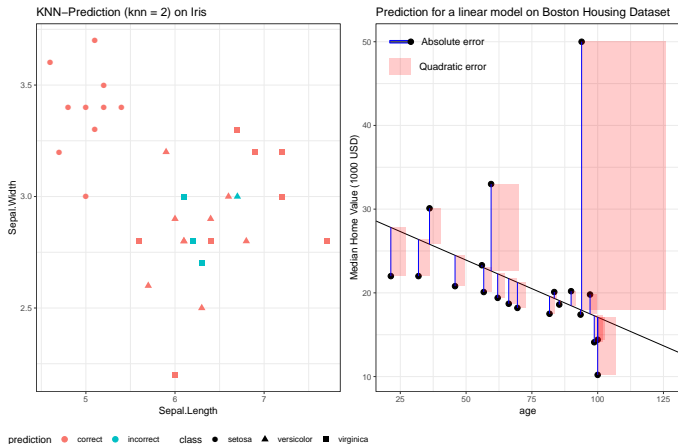 KNN−Prediction (knn = 2) on Iris
3.5
3.0
2.5
Sepal.Width
5
6
7
Sepal.Length
prediction correct incorrect class setosa versicolor virginica
Prediction for a linear model on Boston Housing Dataset
Absolute error
Quadratic error
50
40
30
20
10
Median Home Value (1000 USD)
25
50
75
100
125
age